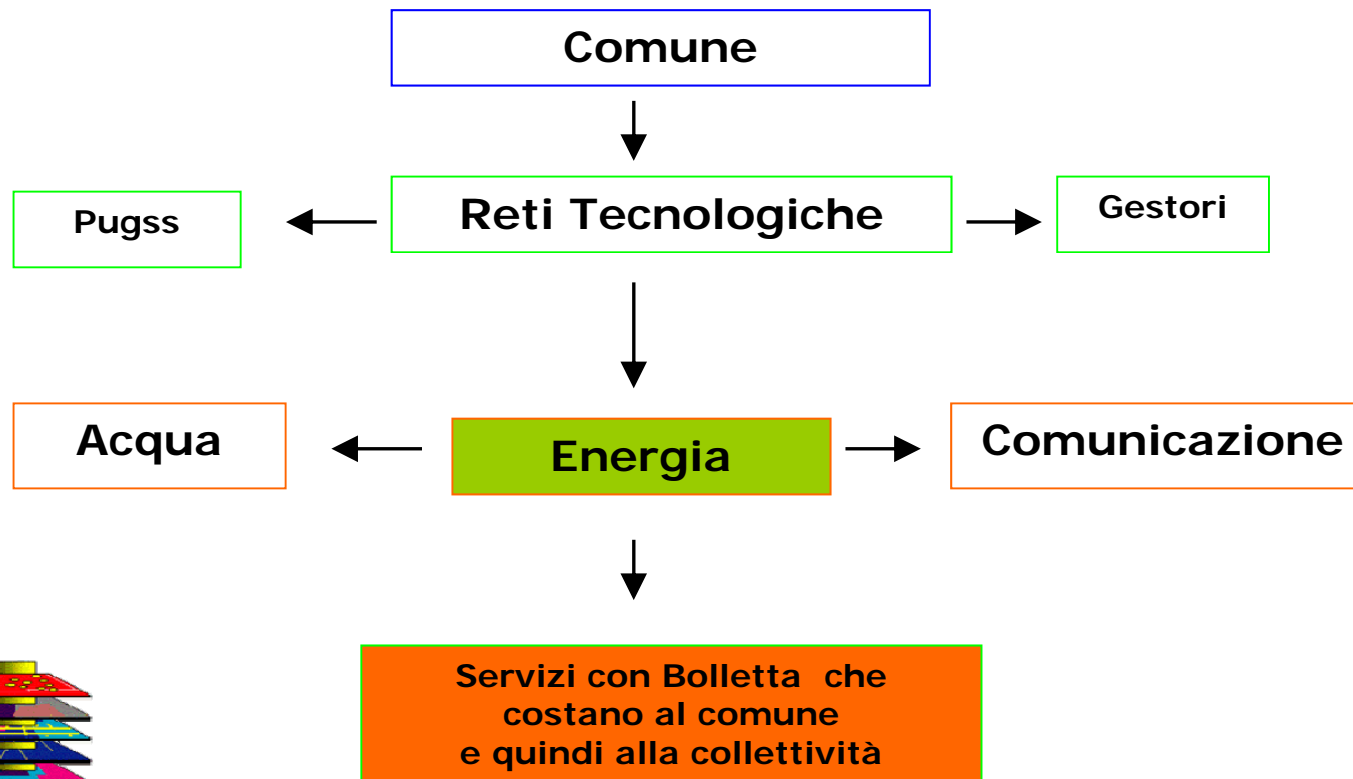 Comune
Pugss
Reti Tecnologiche
Gestori
Acqua
Energia
Comunicazione
Servizi con Bolletta che
costano al comune
e quindi alla collettività